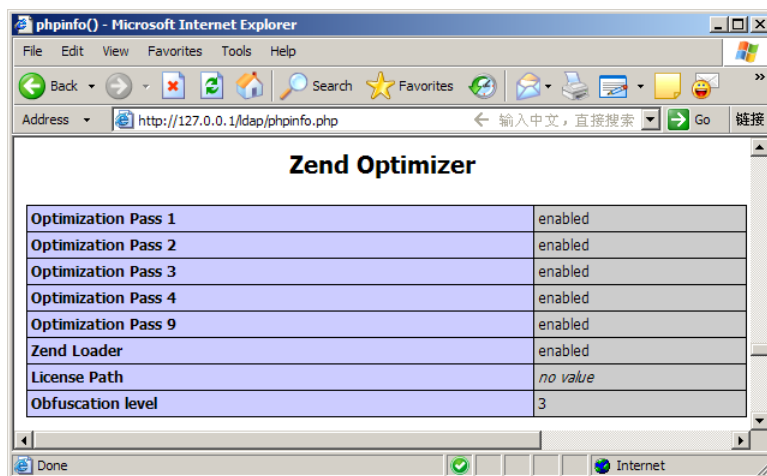 phpinfo() - Microsoft Internet Explorer
File Edit View Favorites Tools Help
Back Search Favorites »
Address http://127.0.0.1/ldap/phpinfo.php 输入中文，直接搜索 Go 链接
Zend Optimizer
Optimization Pass 1 enabled
Optimization Pass 2 enabled
Optimization Pass 3 enabled
Optimization Pass 4 enabled
Optimization Pass 9 enabled
Zend Loader enabled
License Path no value
Obfuscation level 3
Done Internet